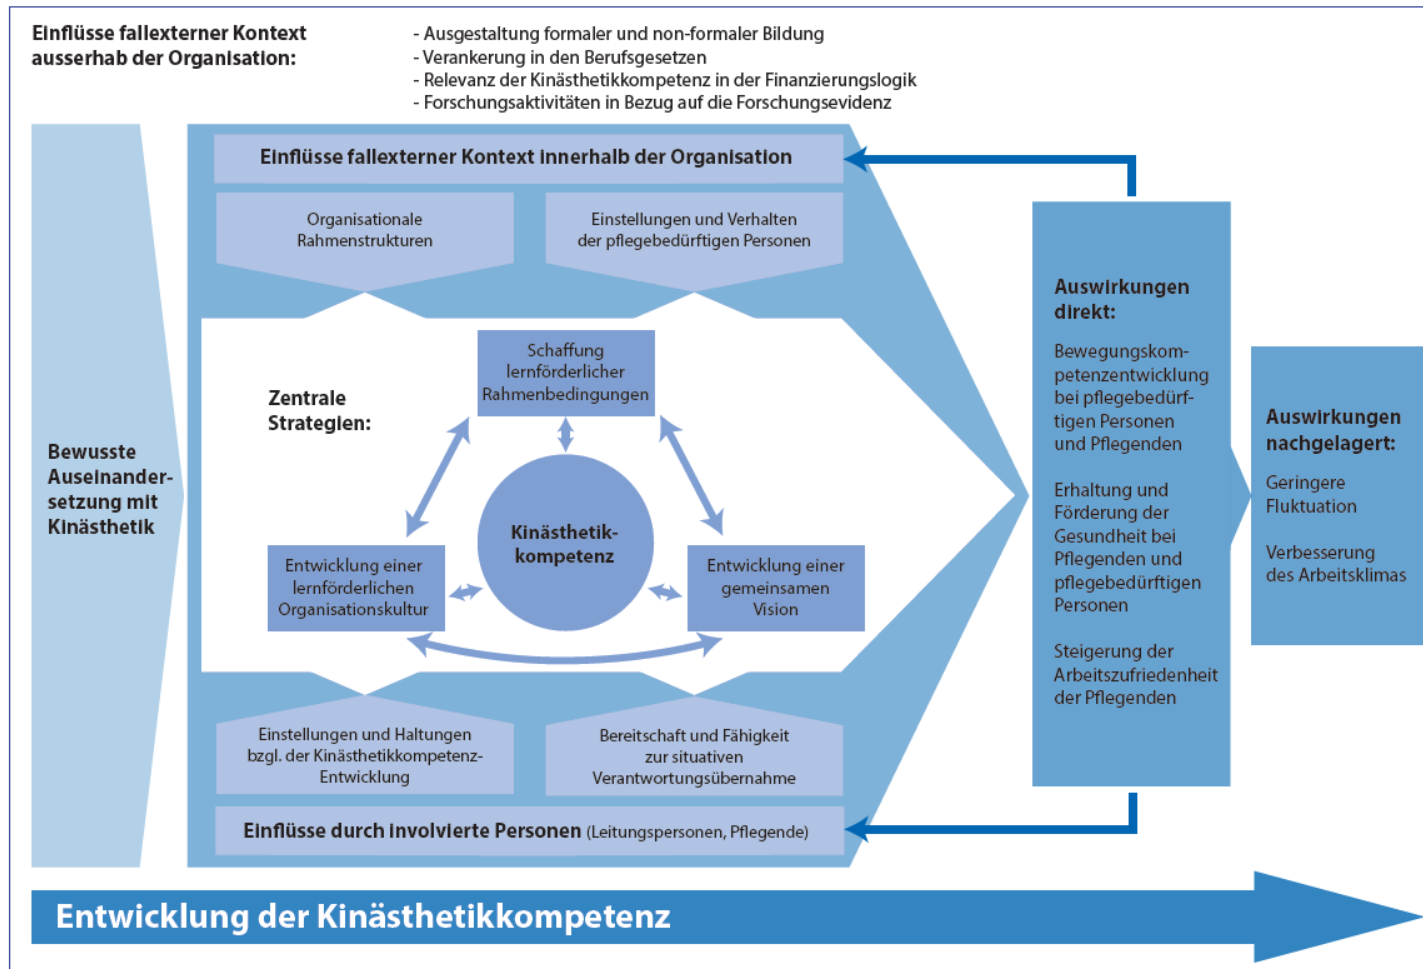 Einflüsse fallexterner Kontext
ausserhab der Organisation:
- Ausgestaltung formaler und non-formaler Bildung
- Verankerung in den Berufsgesetzen
- Relevanz der Kinästhetikkompetenz in der Finanzierungslogik
- Forschungsaktivitäten in Bezug auf die Forschungsevidenz
Bewusste
Auseinander-
setzung mit
Kinästhetik
Einflüsse fallexterner Kontext innerhalb der Organisation
Organisationale
Rahmenstrukturen
Einstellungen und Verhalten
der pflegebedürftigen Personen
Zentrale
Strategien:
Schaffung
lernförderlicher
Rahmenbedingungen
Kinästhetik-
kompetenz
Entwicklung einer
lernförderlichen
Organisationskultur
Entwicklung einer
gemeinsamen
Vision
Einstellungen und Haltungen
bzgl. der Kinästhetikkompetenz-
Entwicklung
Bereitschaft und Fähigkeit
zur situativen
Verantwortungsübernahme
Einflüsse durch involvierte Personen (Leitungspersonen, Pflegende)
Auswirkungen
direkt:
Bewegungskom-
petenzentwicklung
bei pflegebedürf-
tigen Personen
und Pflegenden
Erhaltung und
Förderung der
Gesundheit bei
Pflegenden und
pflegebedürftigen
Personen
Steigerung der
Arbeitszufriedenheit
der Pflegenden
Auswirkungen
nachgelagert:
Geringere
Fluktuation
Verbesserung
des Arbeitsklimas
Entwicklung der Kinästhetikkompetenz